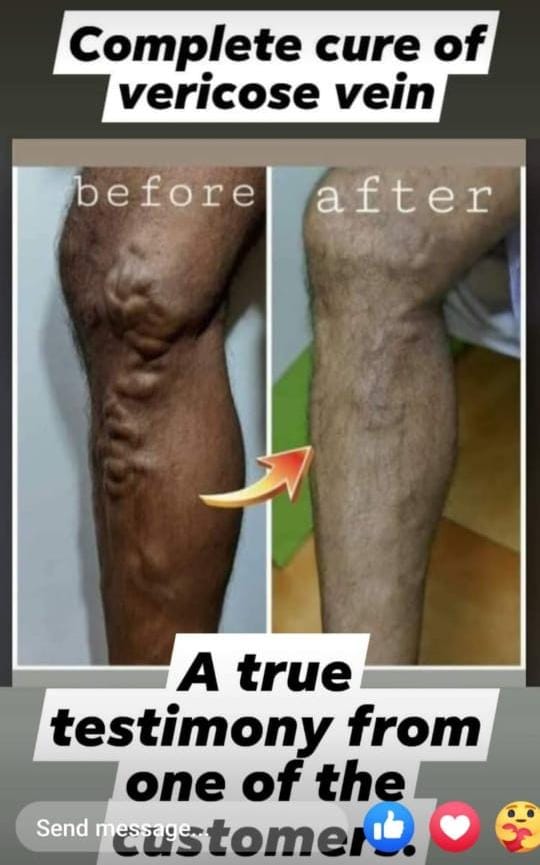 Complete cure of
vericose vein
before
after
A true
testimony from
one of the
customers.
Send message...